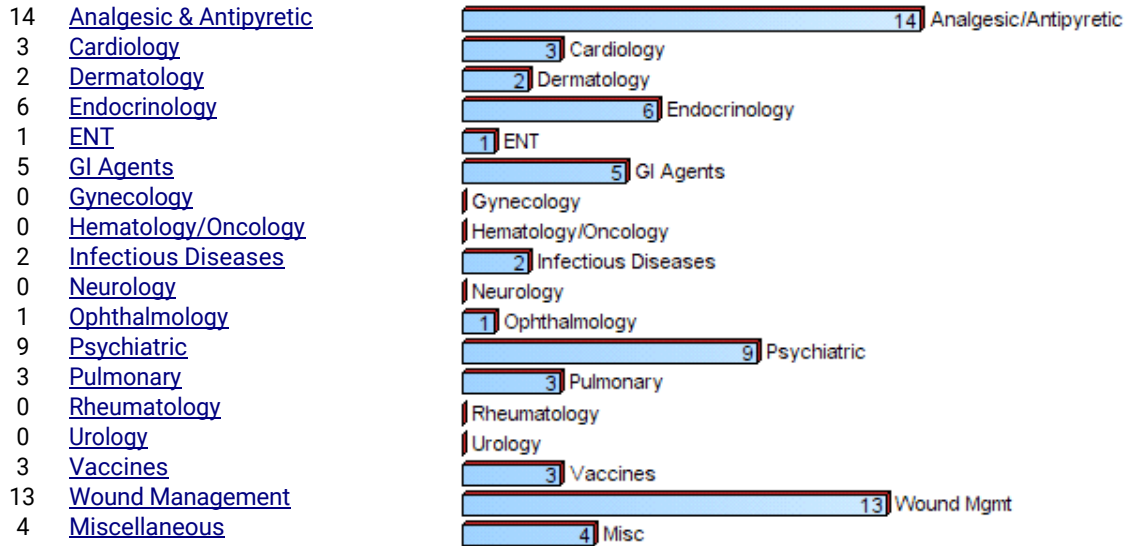 14 Analgesic & Antipyretic
3 Cardiology
2 Dermatology
6 Endocrinology
1 ENT
5 GI Agents
0 Gynecology
0 Hematology/Oncology
2 Infectious Diseases
0 Neurology
1 Ophthalmology
9 Psychiatric
3 Pulmonary
0 Rheumatology
0 Urology
3 Vaccines
13 Wound Management
4 Miscellaneous
14 Analgesic/Antipyretic
3 Cardiology
2 Dermatology
6 Endocrinology
1 ENT
5 GI Agents
Gynecology
Hematology/Oncology
2 Infectious Diseases
Neurology
1 Ophthalmology
9 Psychiatric
3 Pulmonary
Rheumatology
Urology
3 Vaccines
13 Wound Mgmt
4 Misc